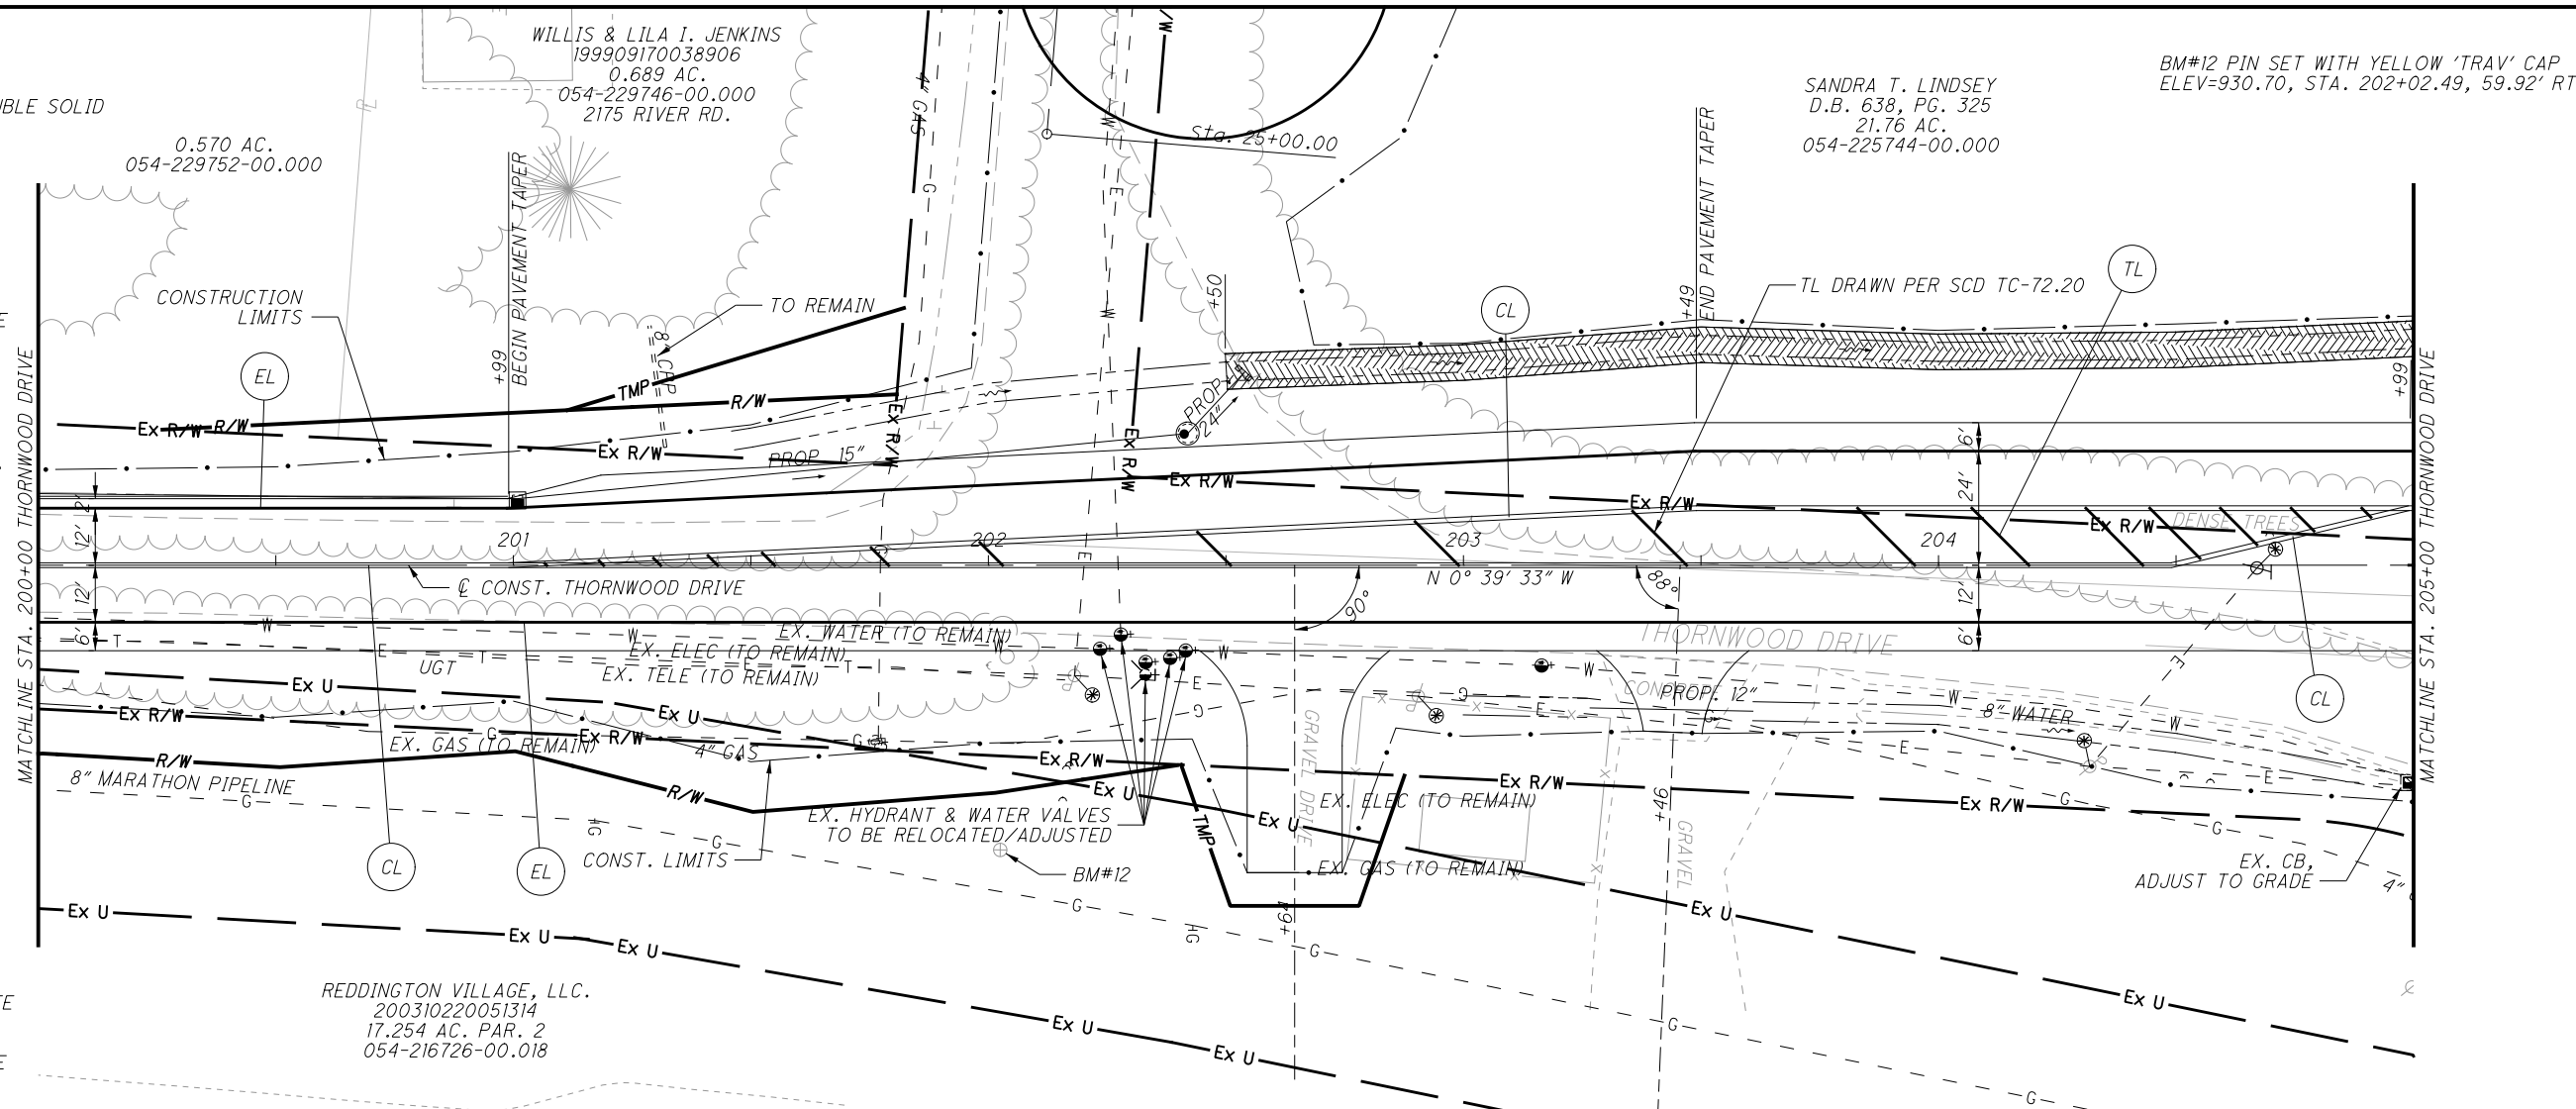 WILLIS & LILA I. JENKINS
199909170038906
0.689 AC.
054-229746-00.000
2175 RIVER RD.
SANDRA T. LINDSEY
D.B. 638, PG. 325
21.76 AC.
054-225744-00.000
BM#12 PIN SET WITH YELLOW 'TRAV' CAP
ELEV=930.70, STA. 202+02.49, 59.92' RT
SOLID
0.570 AC.
054-229752-00.000
4" GAS
G
W
E
R/W
Sta. 25+00.00
BEGIN PAVEMENT TAPER
+99
END PAVEMENT TAPER
+49
+50
CONSTRUCTION
LIMITS
TO REMAIN
8" CPP
EL
CL
TL
TL DRAWN PER SCD TC-72.20
MATCHLINE STA. 200+00 THORNWOOD DRIVE
MATCHLINE STA. 205+00 THORNWOOD DRIVE
+99
TMP
R/W
Ex R/W
R/W
Ex R/W
Ex R/W
Ex R/W
PROP. 15"
PROP
24"
Ex R/W
Ex R/W
Ex R/W
DENSE TREES
2'
12'
12'
6'
6'
24'
12'
6'
201
202
203
204
℄ CONST. THORNWOOD DRIVE
N 0° 39' 33" W
90°
88°
THORNWOOD DRIVE
EX. WATER (TO REMAIN)
EX. ELEC (TO REMAIN)
EX. TELE (TO REMAIN)
UGT
T
E
W
G
Ex U
Ex U
Ex R/W
Ex R/W
Ex R/W
EX. GAS (TO REMAIN)
4" GAS
R/W
R/W
8" MARATHON PIPELINE
CONCRETE
PROP. 12"
8" WATER
GRAVEL DRIVE
GRAVEL
+46
Ex R/W
Ex R/W
Ex U
Ex U
TMP
EX. ELEC (TO REMAIN)
EX. GAS (TO REMAIN)
EX. HYDRANT & WATER VALVES
TO BE RELOCATED/ADJUSTED
CONST. LIMITS
BM#12
CL
EL
CL
EX. CB,
ADJUST TO GRADE
4"
HG
HG
+64
Ex U
Ex U
Ex U
Ex U
Ex U
Ex U
Ex U
REDDINGTON VILLAGE, LLC.
200310220051314
17.254 AC. PAR. 2
054-216726-00.018